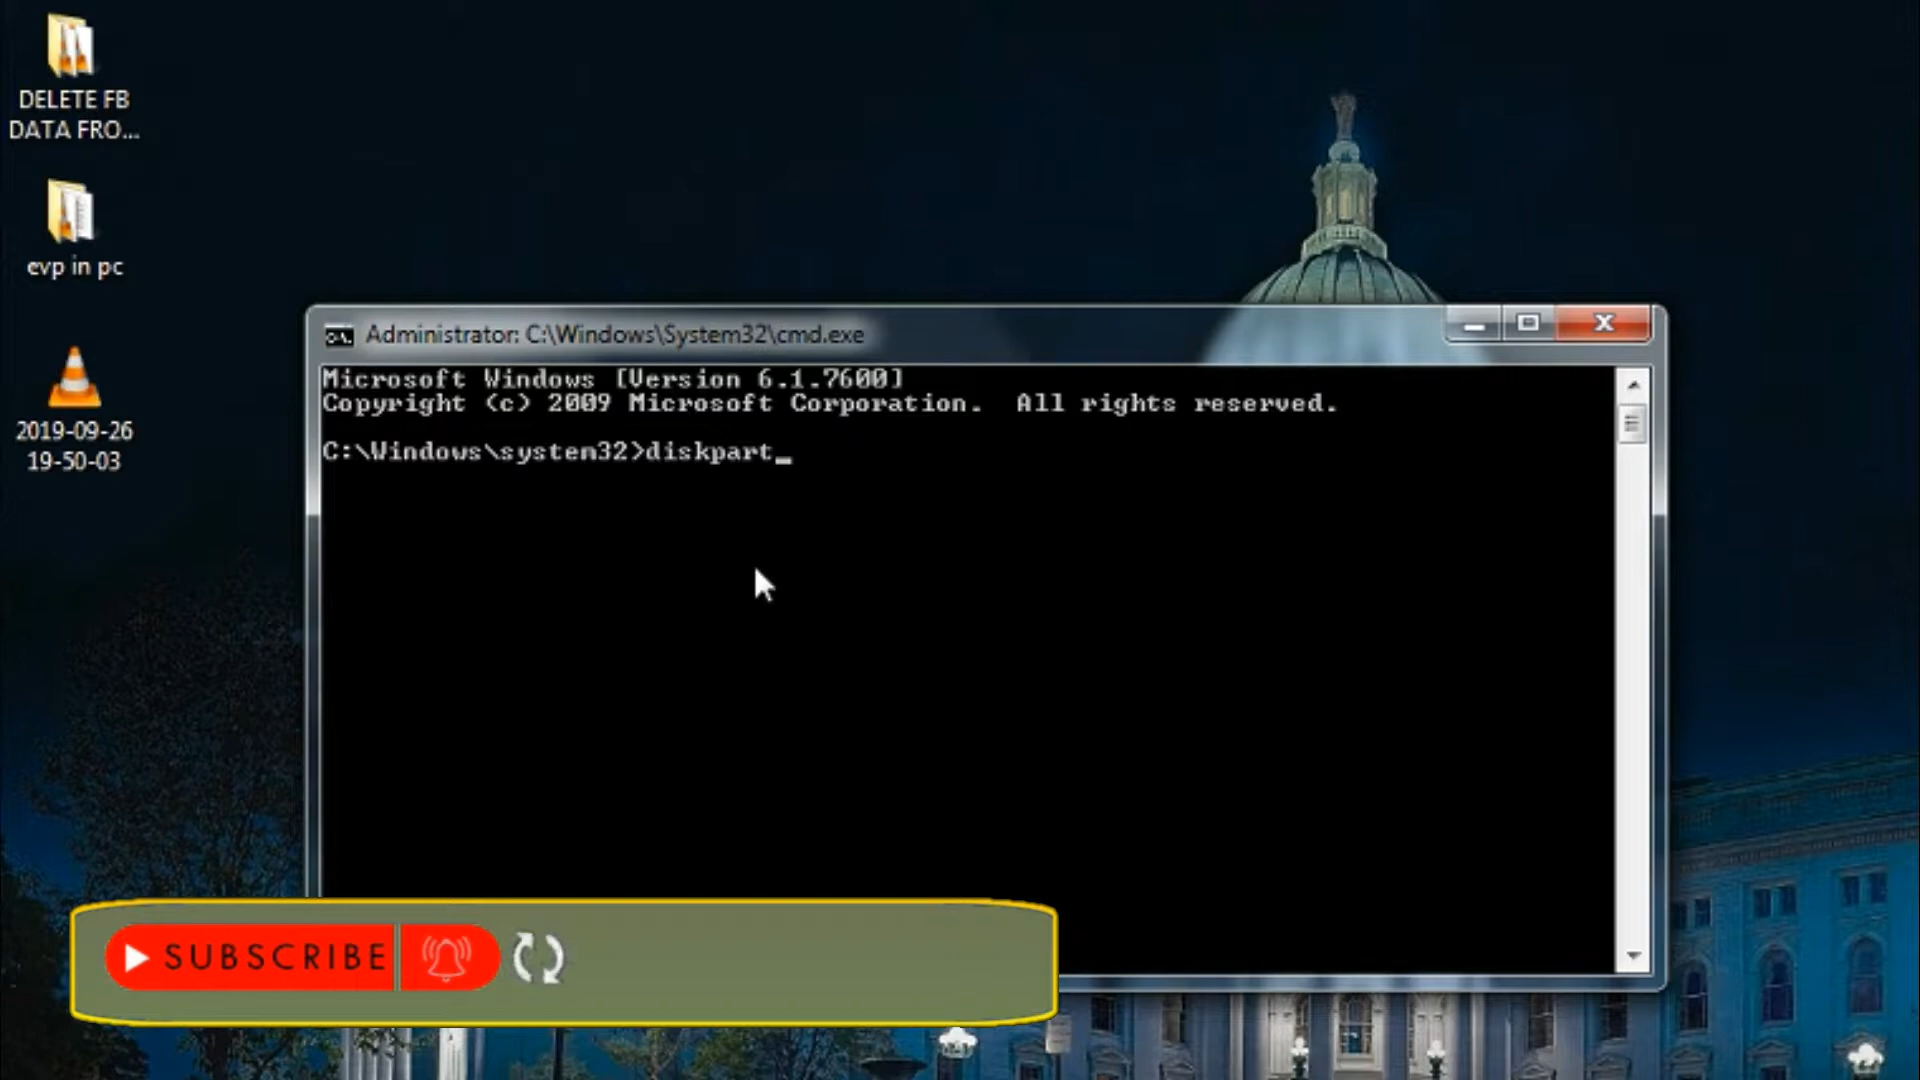 DELETE FB
DATA FRO...
evp in pc
2019-09-26
19-50-03
Administrator: C:\Windows\System32\cmd.exe
Microsoft Windows [Version 6.1.7600]
Copyright (c) 2009 Microsoft Corporation.  All rights reserved.
C:\Windows\system32>diskpart_
SUBSCRIBE